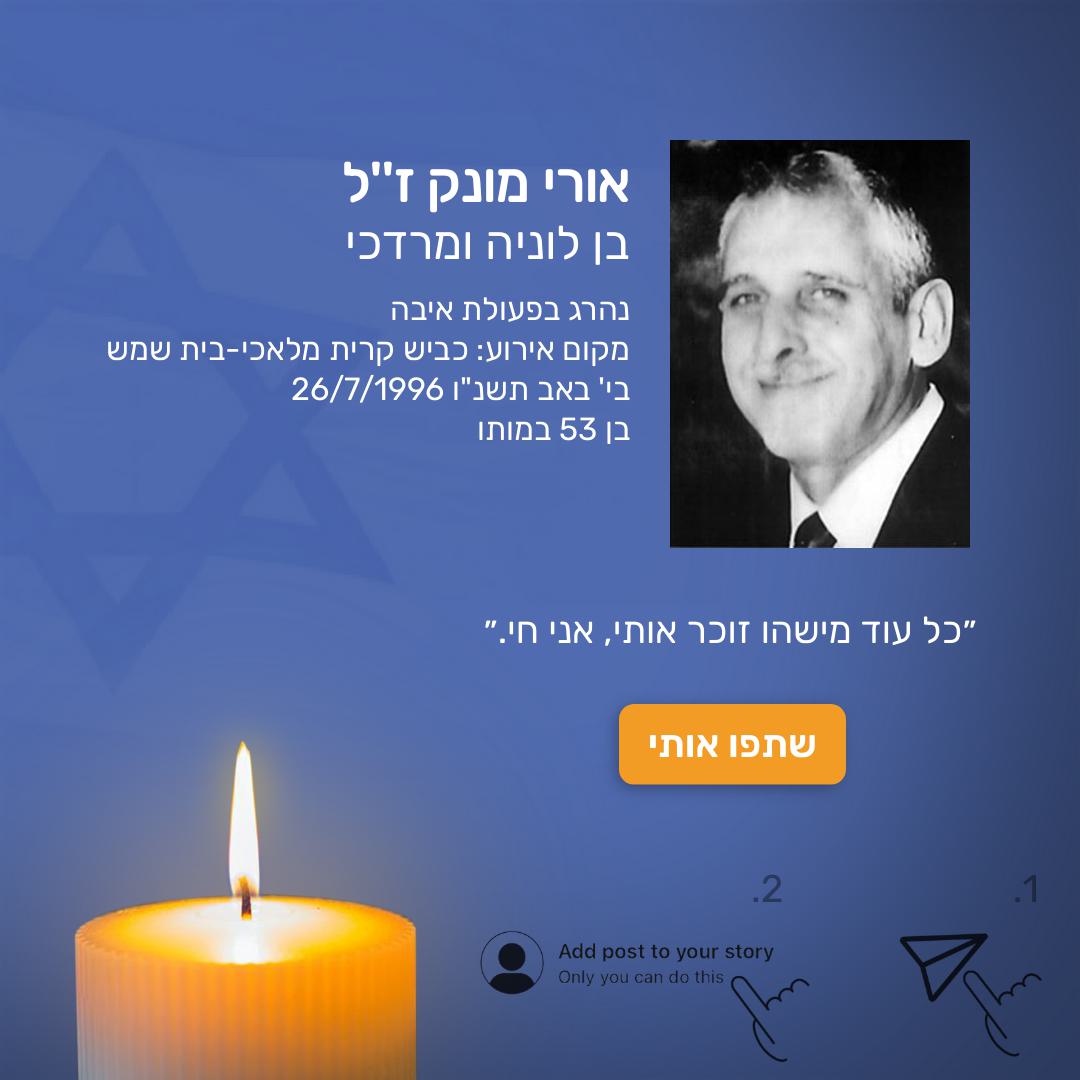 אורי מונק ז''ל
בן לוניה ומרדכי
נהרג בפעולת איבה
מקום אירוע: כביש קרית מלאכי-בית שמש
בי' באב תשנ"ו 26/7/1996
בן 53 במותו
״כל עוד מישהו זוכר אותי, אני חי.״
שתפו אותי
.1
.2
Add post to your story
Only you can do this